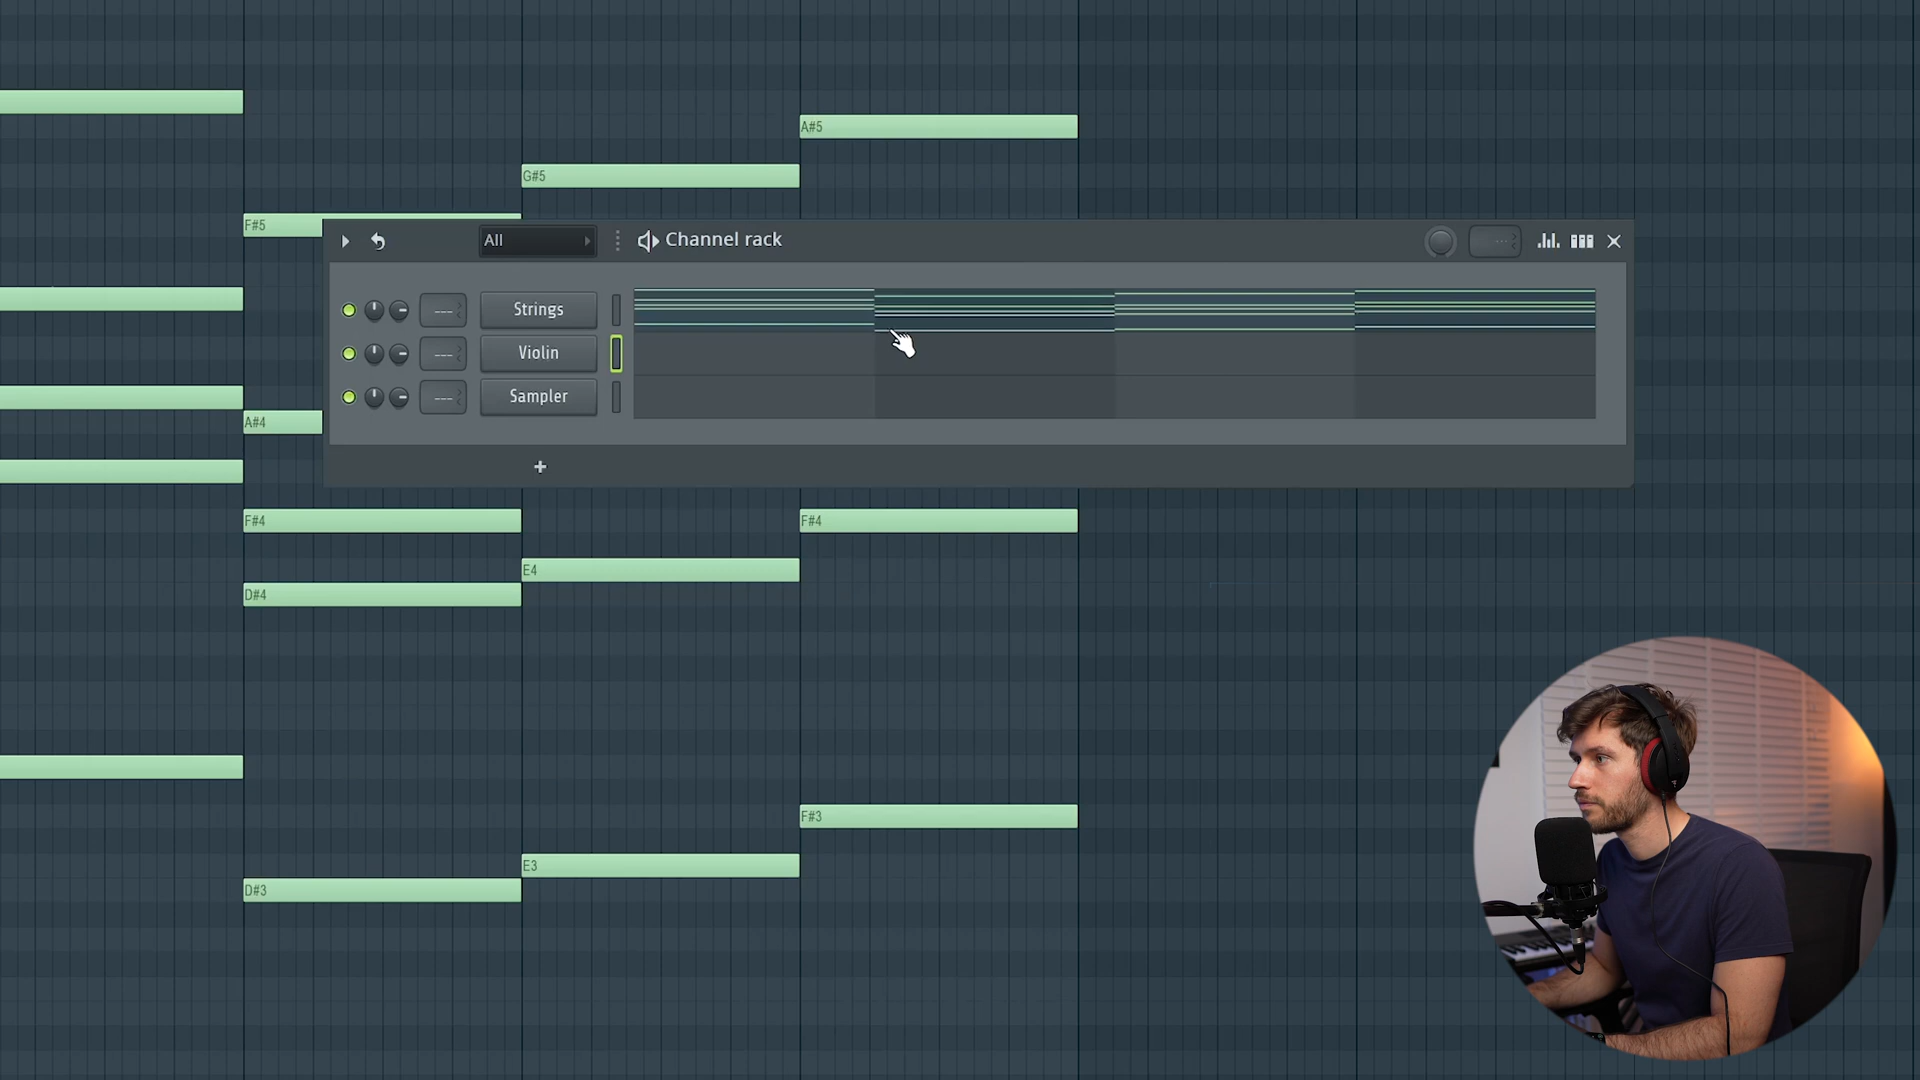 A#5
G#5
F#5
All
Channel rack
Strings
Violin
A#4
Sampler
F#4
F#4
E4
D#4
F#3
E3
D#3